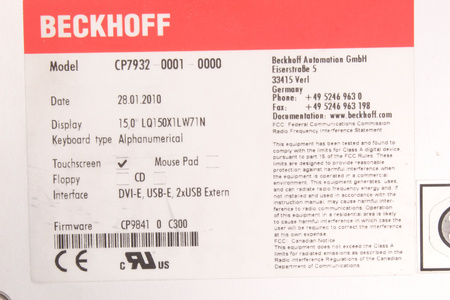 BECKHOFF
Model CP7932-0001-0000
Date 28.01.2010
Display 15,0" LQ150X1LW71N
Keyboard type Alphanumerical
Touchscreen ✓ Mouse Pad
Floppy CD
Interface DVI-E, USB-E, 2xUSB Extern
Firmware CP9841 0 C300
CE c UR US
Beckhoff Automation GmbH
Eiserstraße 5
33415 Verl
Germany
Phone: +49 5246 963 0
Fax: +49 5246 963 198
Documentation: www.beckhoff.com
FCC: Federal Communications Commission
Radio Frequency Interference Statement
This equipment has been tested and found to
comply with the limits for Class A digital device
pursuant to part 15 of the FCC Rules. These
limits are designed to provide reasonable
protection against harmful interference when
the equipment is operated in a commercial
environment. This equipment generates, uses,
and can radiate radio frequency energy and, if
not installed and used in accordance with the
instruction manual, may cause harmful inter-
ference to radio communications. Operation
of this equipment in a residential area is likely
to cause harmful interference in which case the
user will be required to correct the interference
at his own expense.
FCC: Canadian Notice
This equipment does not exceed the Class A
limits for radiated emissions as described in the
Radio Interference Regulations of the Canadian
Department of Communications.